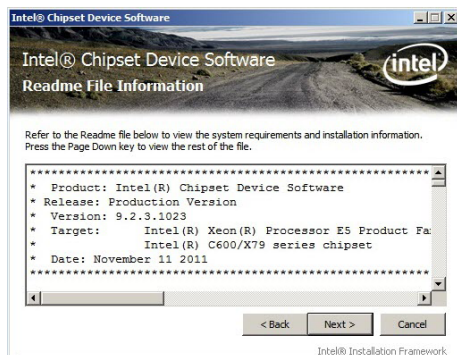 Intel® Chipset Device Software
Intel® Chipset Device Software
intel
Readme File Information
Refer to the Readme file below to view the system requirements and installation information.
Press the Page Down key to view the rest of the file.
*******************************************************
* Product: Intel(R) Chipset Device Software
* Release: Production Version
* Version: 9.2.3.1023
* Target: Intel(R) Xeon(R) Processor E5 Product Fa
* Intel(R) C600/X79 series chipset
* Date: November 11 2011
*******************************************************
< Back Next > Cancel
Intel® Installation Framework